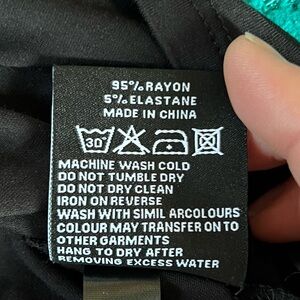 95% RAYON
5% ELASTANE
MADE IN CHINA
30
MACHINE WASH COLD
DO NOT TUMBLE DRY
DO NOT DRY CLEAN
IRON ON REVERSE
WASH WITH SIMIL ARCOLOURS
COLOUR MAY TRANSFER ON TO
OTHER GARMENTS
HANG TO DRY AFTER
REMOVING EXCESS WATER